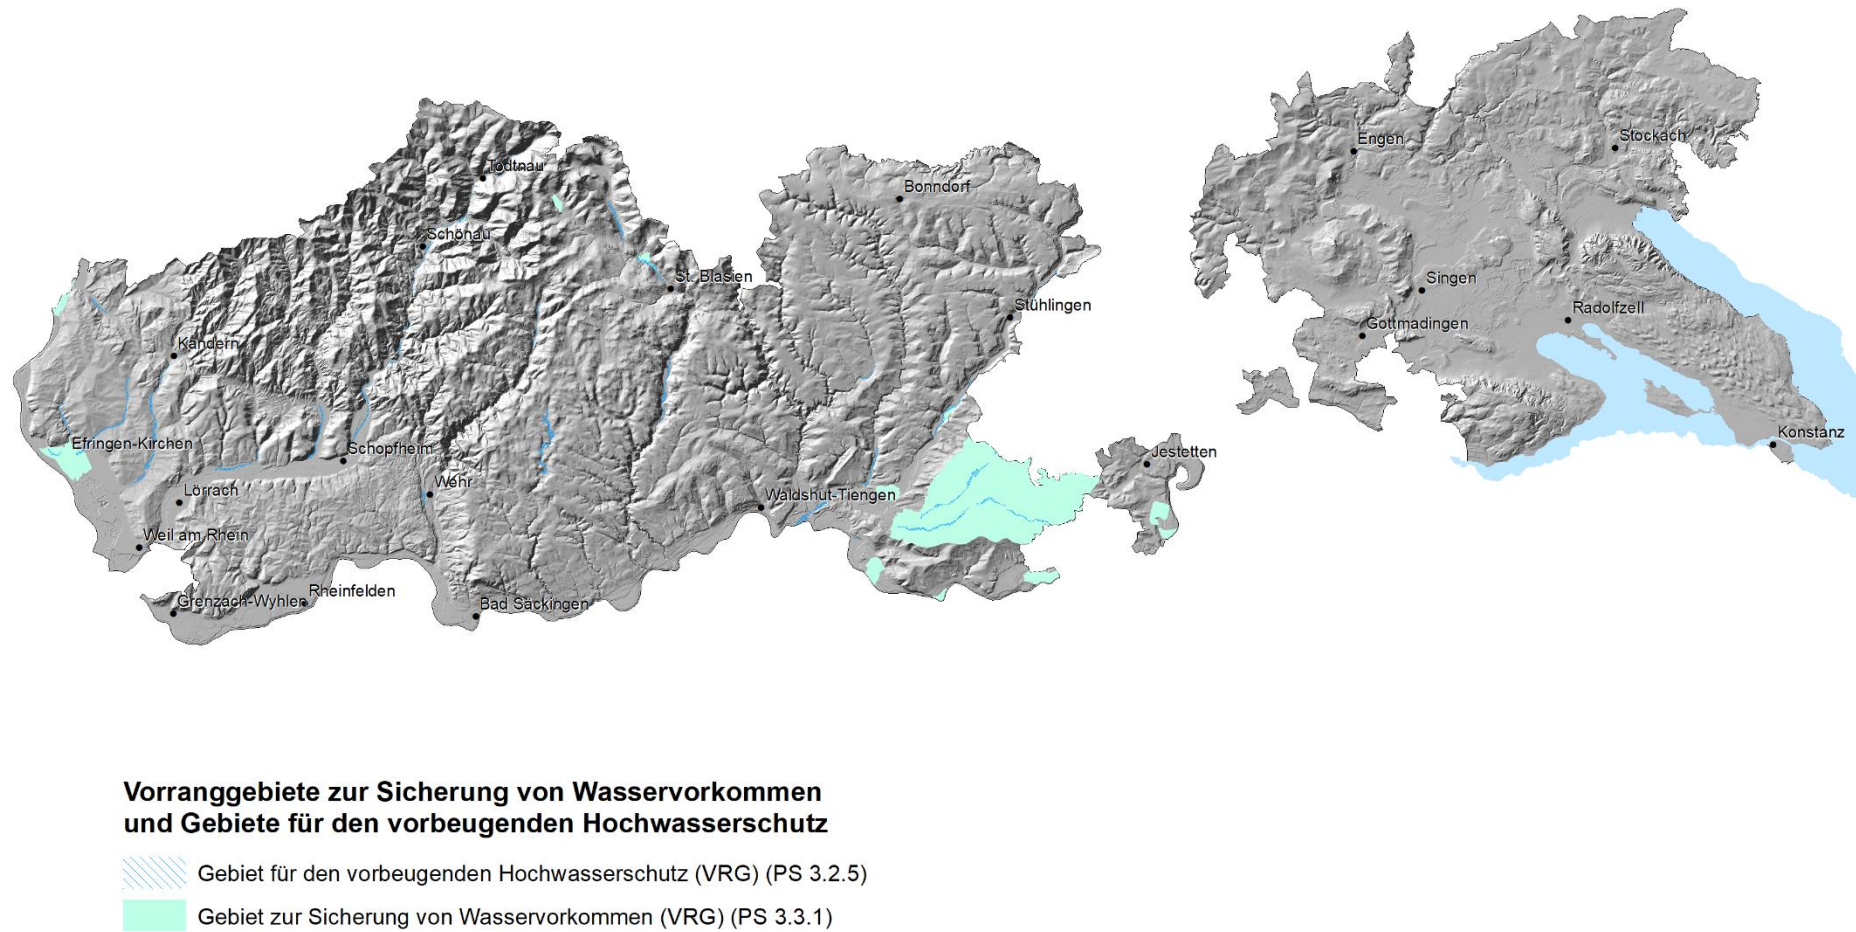 Engen
Stockach
Todtnau
Bonndorf
Schönau
St. Blasien
Singen
Stühlingen
Radolfzell
Gottmadingen
Kandern
Konstanz
Efringen-Kirchen
Schopfheim
Jestetten
Wehr
Lörrach
Waldshut-Tiengen
Weil am Rhein
Rheinfelden
Grenzach-Wyhlen
Bad Säckingen
Vorranggebiete zur Sicherung von Wasservorkommen
und Gebiete für den vorbeugenden Hochwasserschutz
Gebiet für den vorbeugenden Hochwasserschutz (VRG) (PS 3.2.5)
Gebiet zur Sicherung von Wasservorkommen (VRG) (PS 3.3.1)